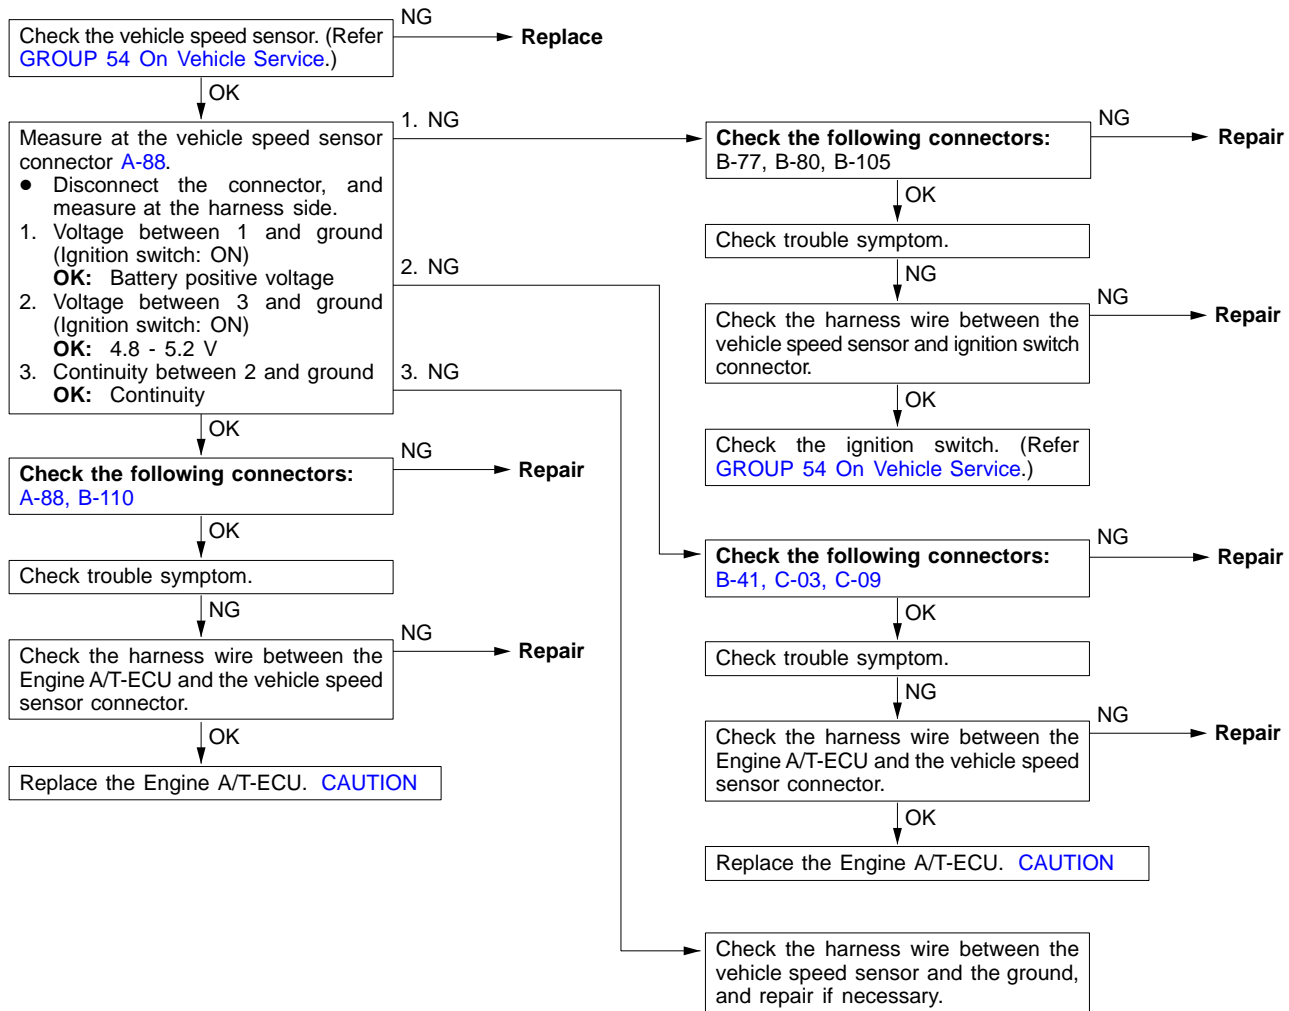 Check the vehicle speed sensor. (Refer
GROUP 54 On Vehicle Service.)
NG
Replace
OK
Measure at the vehicle speed sensor
connector A-88.
● Disconnect the connector, and
measure at the harness side.
1. Voltage between 1 and ground
(Ignition switch: ON)
OK: Battery positive voltage
2. Voltage between 3 and ground
(Ignition switch: ON)
OK: 4.8 - 5.2 V
3. Continuity between 2 and ground
OK: Continuity
1. NG
2. NG
3. NG
OK
Check the following connectors:
A-88, B-110
NG
Repair
OK
Check trouble symptom.
NG
Check the harness wire between the
Engine A/T-ECU and the vehicle speed
sensor connector.
NG
Repair
OK
Replace the Engine A/T-ECU. CAUTION
Check the following connectors:
B-77, B-80, B-105
NG
Repair
OK
Check trouble symptom.
NG
Check the harness wire between the
vehicle speed sensor and ignition switch
connector.
NG
Repair
OK
Check the ignition switch. (Refer
GROUP 54 On Vehicle Service.)
Check the following connectors:
B-41, C-03, C-09
NG
Repair
OK
Check trouble symptom.
NG
Check the harness wire between the
Engine A/T-ECU and the vehicle speed
sensor connector.
NG
Repair
OK
Replace the Engine A/T-ECU. CAUTION
Check the harness wire between the
vehicle speed sensor and the ground,
and repair if necessary.